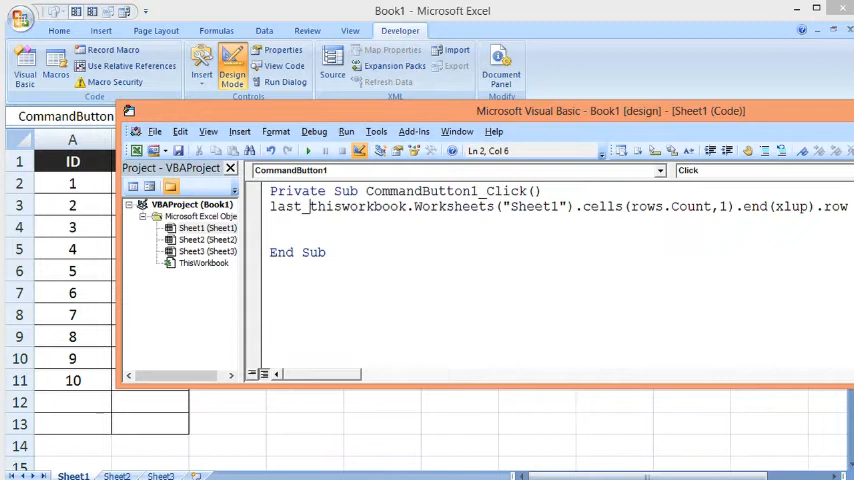 Book1 - Microsoft Excel
Home Insert Page Layout Formulas Data Review View Developer
Visual Basic
Macros
Record Macro
Use Relative References
Macro Security
Code
Insert
Design Mode
Properties
View Code
Run Dialog
Controls
Source
Map Properties
Expansion Packs
Refresh Data
Import
Export
XML
Document Panel
Modify
CommandButton
Microsoft Visual Basic - Book1 [design] - [Sheet1 (Code)]
File Edit View Insert Format Debug Run Tools Add-Ins Window Help
Ln 2, Col 6
Project - VBAProject
CommandButton1
Click
VBAProject (Book1)
Microsoft Excel Obje
Sheet1 (Sheet1)
Sheet2 (Sheet2)
Sheet3 (Sheet3)
ThisWorkbook
Private Sub CommandButton1_Click()
last_thisworkbook.Worksheets("Sheet1").cells(rows.Count,1).end(xlup).row
End Sub
A
1 ID
2 1
3 2
4 3
5 4
6 5
7 6
8 7
9 8
10 9
11 10
12
13
14
15
Sheet1 Sheet2 Sheet3